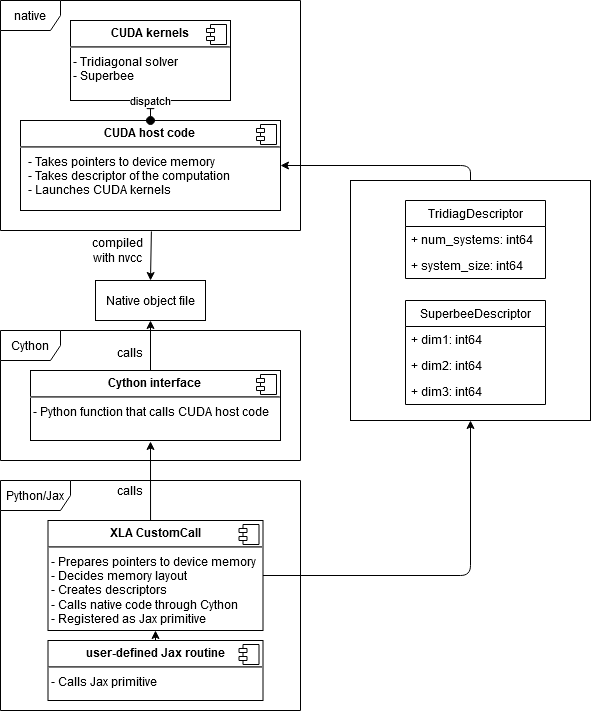 native
CUDA kernels
- Tridiagonal solver
- Superbee
dispatch
CUDA host code
- Takes pointers to device memory
- Takes descriptor of the computation
- Launches CUDA kernels
TridiagDescriptor
+ num_systems: int64
+ system_size: int64
compiled
with nvcc
Native object file
SuperbeeDescriptor
+ dim1: int64
+ dim2: int64
+ dim3: int64
Cython
calls
Cython interface
- Python function that calls CUDA host code
Python/Jax
calls
XLA CustomCall
- Prepares pointers to device memory
- Decides memory layout
- Creates descriptors
- Calls native code through Cython
- Registered as Jax primitive
user-defined Jax routine
- Calls Jax primitive